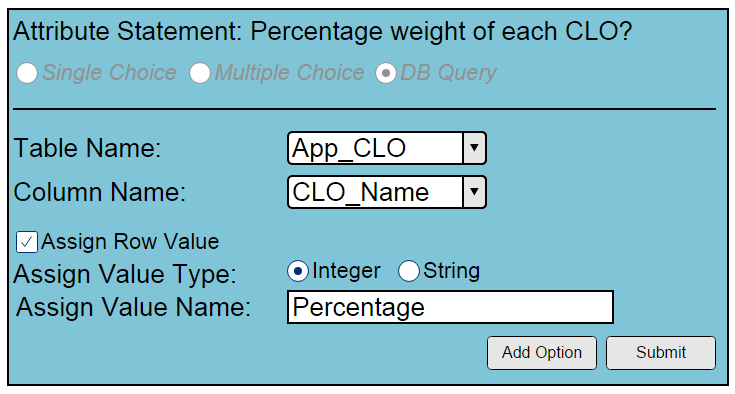 Attribute Statement: Percentage weight of each CLO?
Single Choice Multiple Choice DB Query
Table Name: App_CLO
Column Name: CLO_Name
Assign Row Value
Assign Value Type: Integer String
Assign Value Name: Percentage
Add Option Submit